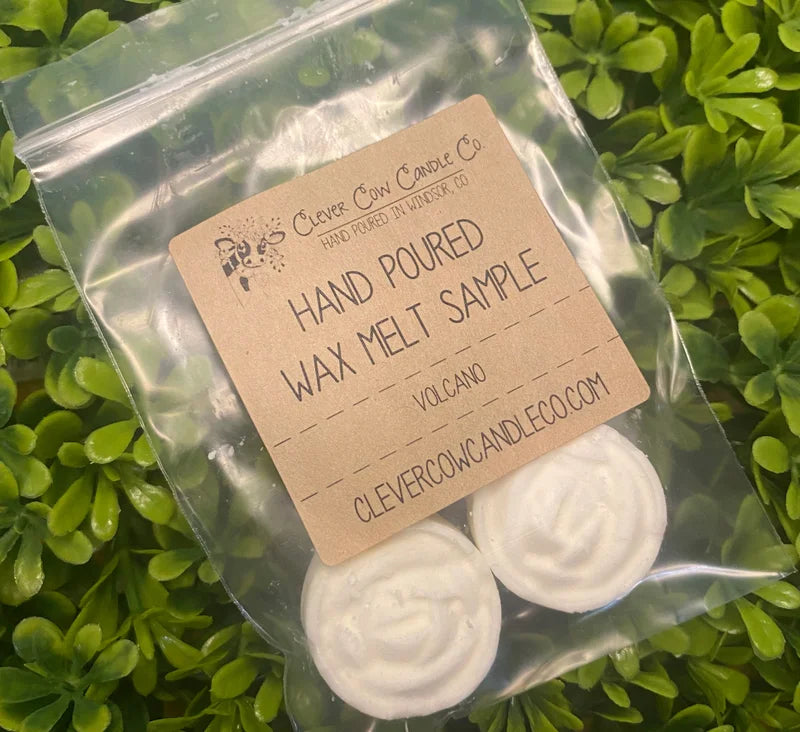 Clever Cow Candle Co.
HAND POURED IN WINDSOR, CO
HAND POURED
WAX MELT SAMPLE
VOLCANO
CLEVERCOWCANDLECO.COM